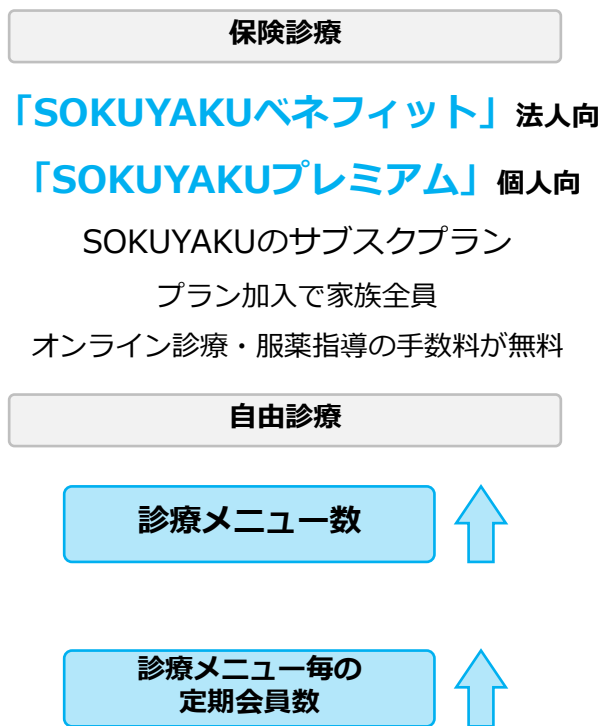 保険診療
「SOKUYAKUベネフィット」法人向
「SOKUYAKUプレミアム」個人向
SOKUYAKUのサブスクプラン
プラン加入で家族全員
オンライン診療・服薬指導の手数料が無料
自由診療
診療メニュー数
診療メニュー毎の
定期会員数